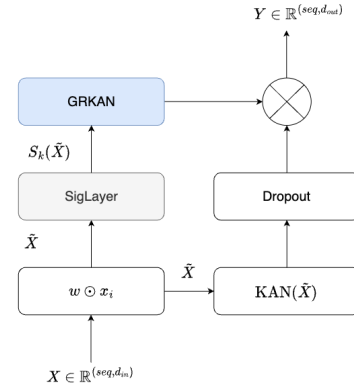 Y ∈ ℝ^(seq,d_out)
GRKAN
S_k(X̃)
SigLayer
Dropout
X̃
X̃
w ⊙ x_i
KAN(X̃)
X ∈ ℝ^(seq,d_in)